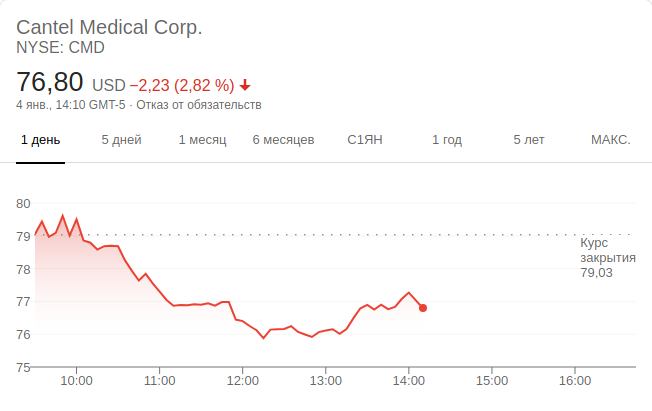 Cantel Medical Corp.
NYSE: CMD
76,80 USD −2,23 (2,82 %)
4 янв., 14:10 GMT-5 · Отказ от обязательств
1 день 5 дней 1 месяц 6 месяцев С1ЯН 1 год 5 лет МАКС.
80
79
78
77
76
75
Курс
закрытия
79,03
10:00 11:00 12:00 13:00 14:00 15:00 16:00